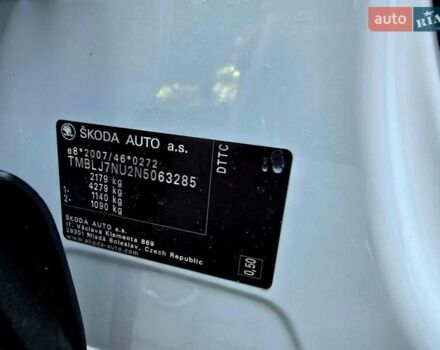 auto RIA
ŠKODA AUTO a.s.
e8*2007/46*0272
TMBLJ7NU2N5063285
2179 kg
4279 kg
1- 1140 kg
2- 1090 kg
DTTC
ŠKODA AUTO a.s.
tř. Václava Klementa 869
29301 Mladá Boleslav, Czech Republic
www.skoda-auto.com
0,50